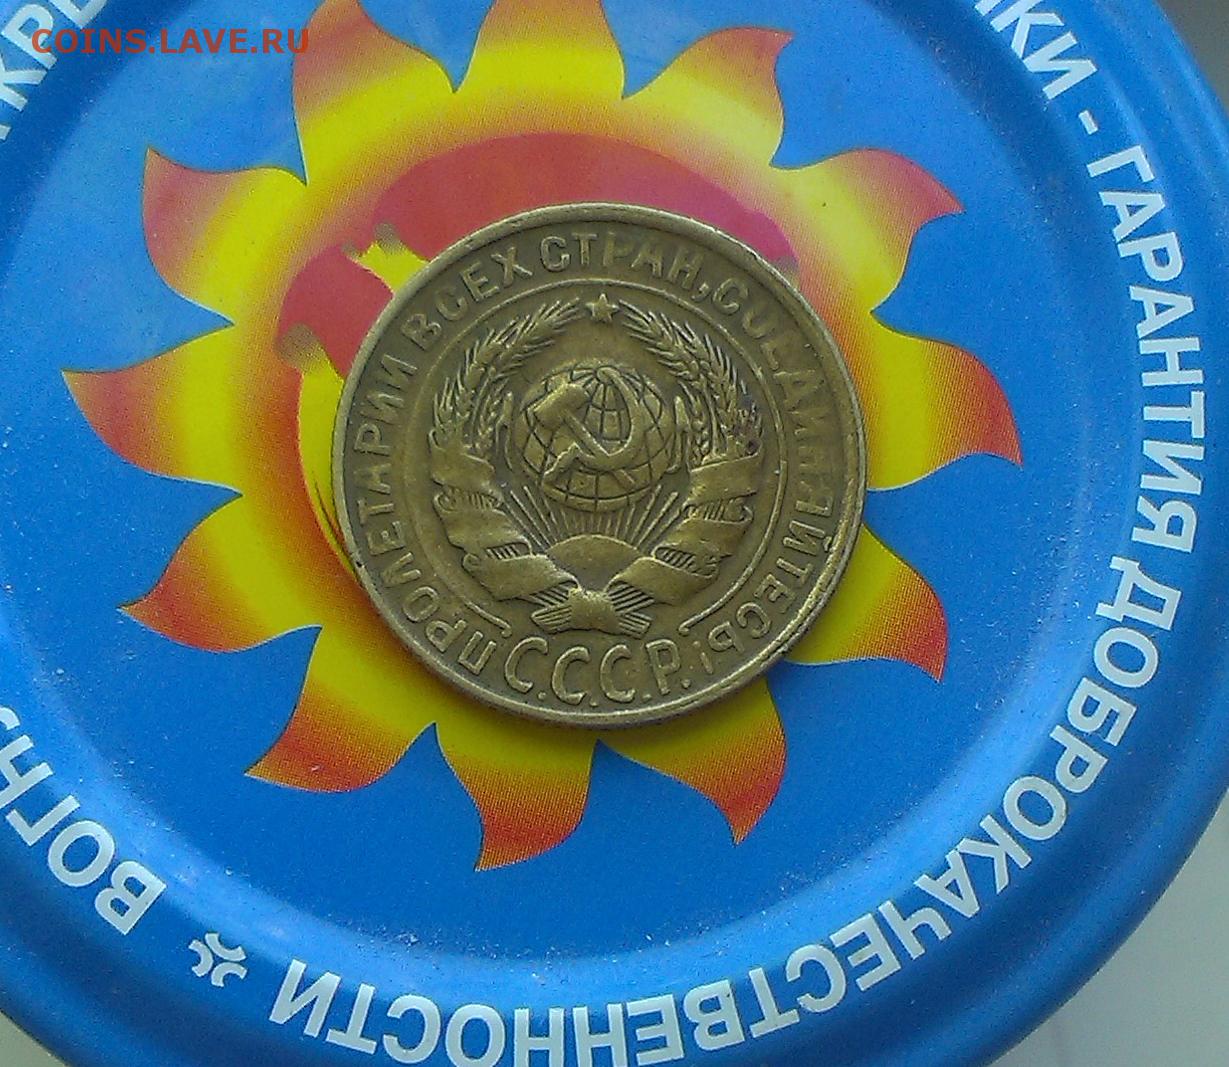 COINS.LAVE.RU
ПРОЛЕТАРИИ ВСЕХ СТРАН, СОЕДИНЯЙТЕСЬ!
С.С.С.Р.
- ГАРАНТИЯ ДОБРОКАЧЕСТВЕННОСТИ